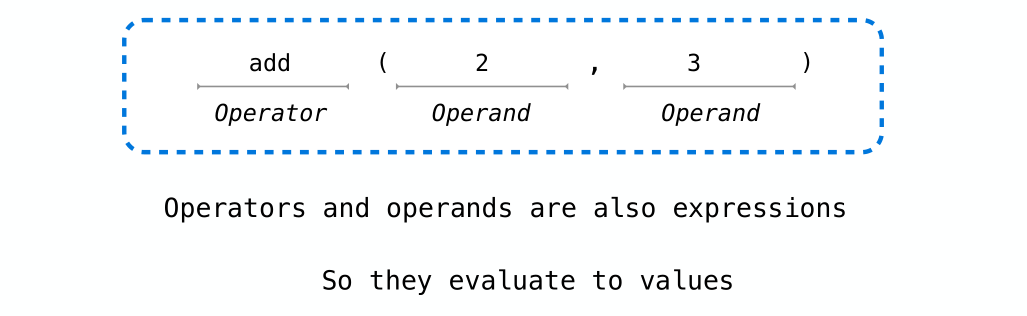 add ( 2 , 3 )
Operator Operand Operand
Operators and operands are also expressions
So they evaluate to values